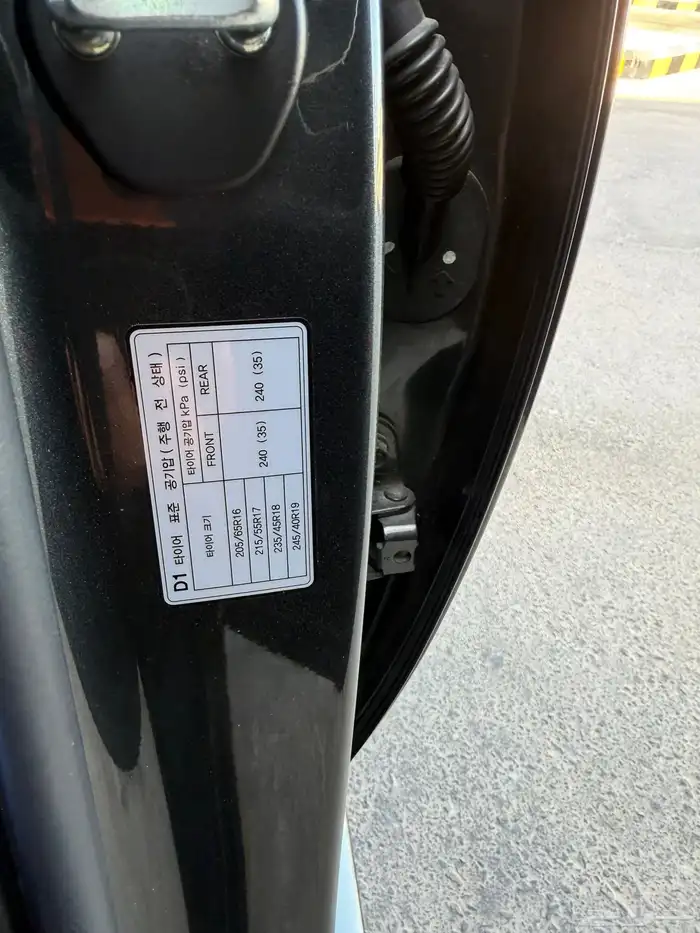 D1 타이어 표준 공기압 ( 주행 전 상태 )
타이어 크기 타이어 공기압 kPa (psi)
FRONT REAR
205/65R16
215/55R17
235/45R18
245/40R19
240 (35) 240 (35)